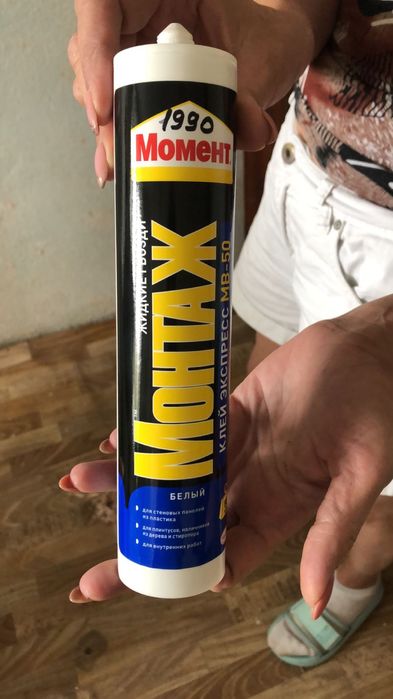 1990
Момент
ЖИДКИЕ ГВОЗДИ
МОНТАЖ
™
КЛЕЙ ЭКСПРЕСС МВ-50
БЕЛЫЙ
для стеновых панелей
из пластика
для плинтусов, наличников
из дерева и стиропора
для внутренних работ